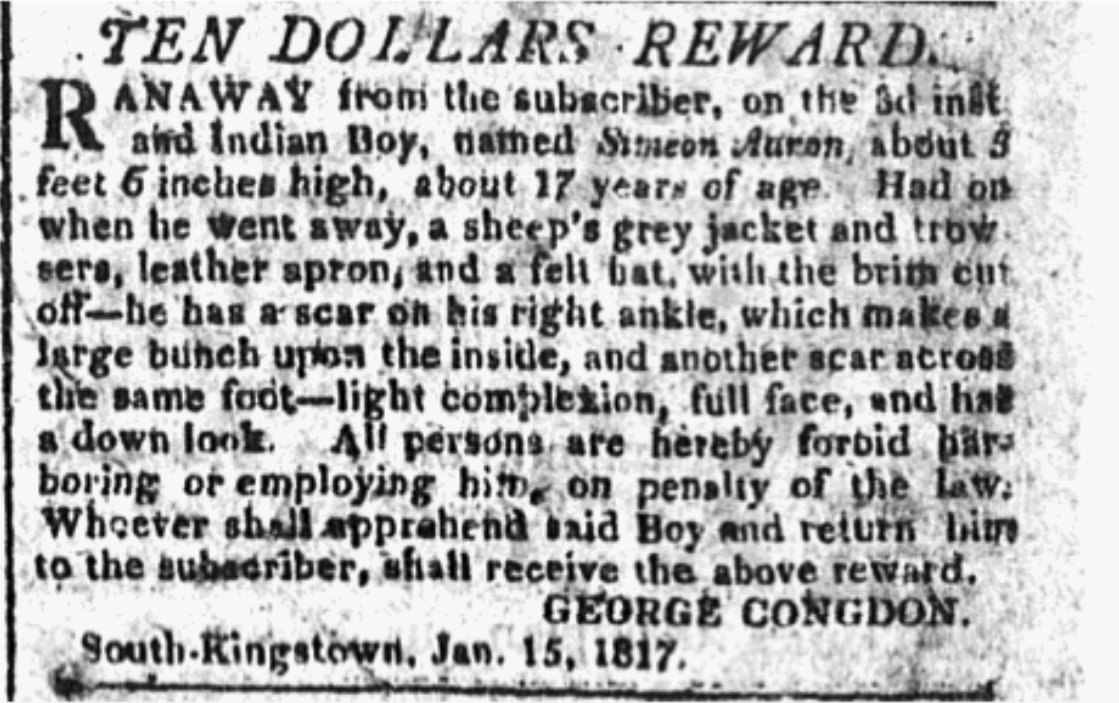 TEN DOLLARS REWARD.
RANAWAY from the subscriber, on the 3d inst
and Indian Boy, named Simeon Auron, about
feet 6 inches high, about 17 years of age. Had on
when he went away, a sheep's grey jacket and trow-
sers, leather apron, and a felt hat, with the brim cut
off—he has a scar on his right ankle, which makes a
large bunch upon the inside, and another scar across
the same foot—light complexion, full face, and has
a down look. All persons are hereby forbid har-
boring or employing him, on penalty of the law.
Whoever shall apprehend said Boy and return him
to the subscriber, shall receive the above reward.
GEORGE CONGDON.
South-Kingstown, Jan. 15, 1817.